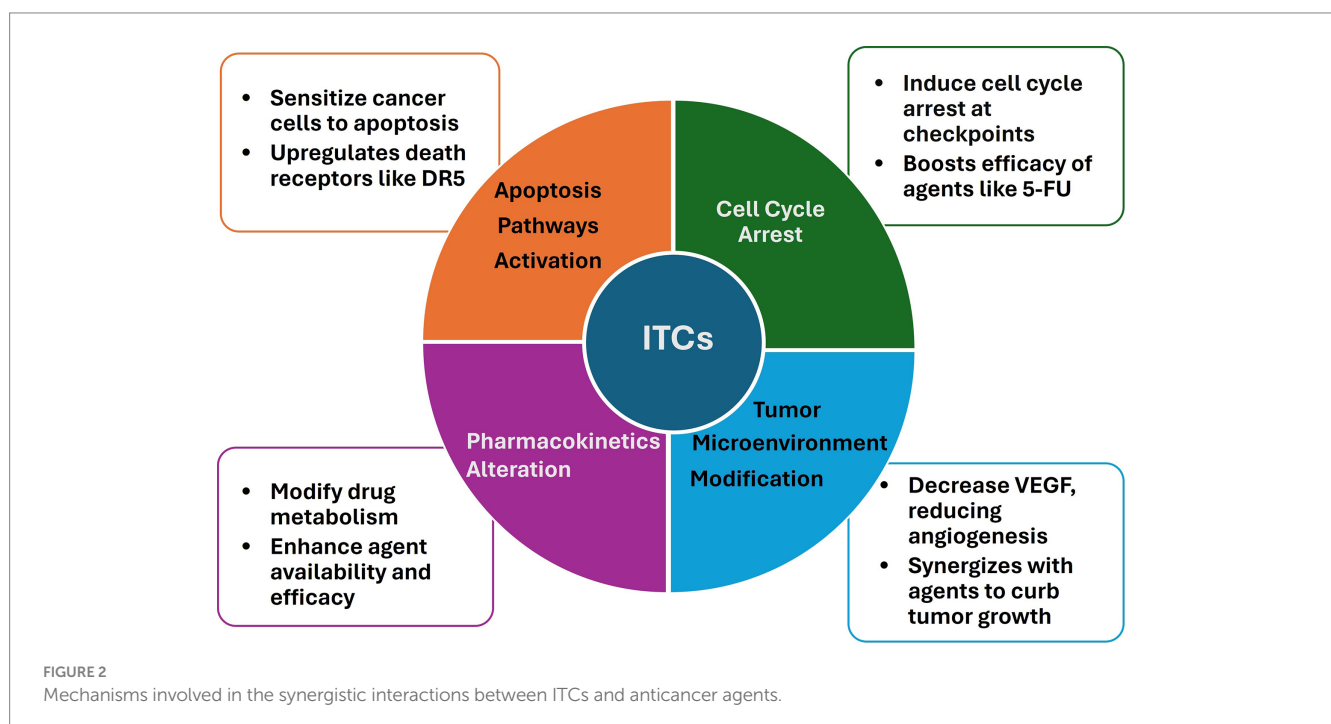 • Sensitize cancer
cells to apoptosis
• Upregulates death
receptors like DR5
• Induce cell cycle
arrest at
checkpoints
• Boosts efficacy of
agents like 5-FU
Apoptosis
Pathways
Activation
Cell Cycle
Arrest
ITCs
Pharmacokinetics
Alteration
Tumor
Microenvironment
Modification
• Modify drug
metabolism
• Enhance agent
availability and
efficacy
• Decrease VEGF,
reducing
angiogenesis
• Synergizes with
agents to curb
tumor growth
FIGURE 2
Mechanisms involved in the synergistic interactions between ITCs and anticancer agents.